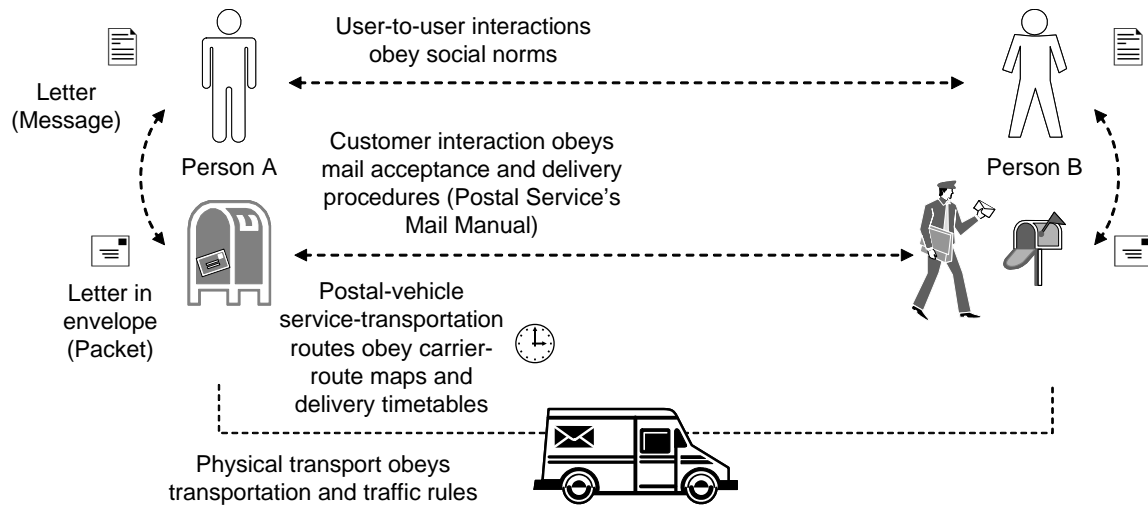 User-to-user interactions
obey social norms
Letter
(Message)
Person A
Person B
Customer interaction obeys
mail acceptance and delivery
procedures (Postal Service's
Mail Manual)
Letter in
envelope
(Packet)
Postal-vehicle
service-transportation
routes obey carrier-
route maps and
delivery timetables
Physical transport obeys
transportation and traffic rules